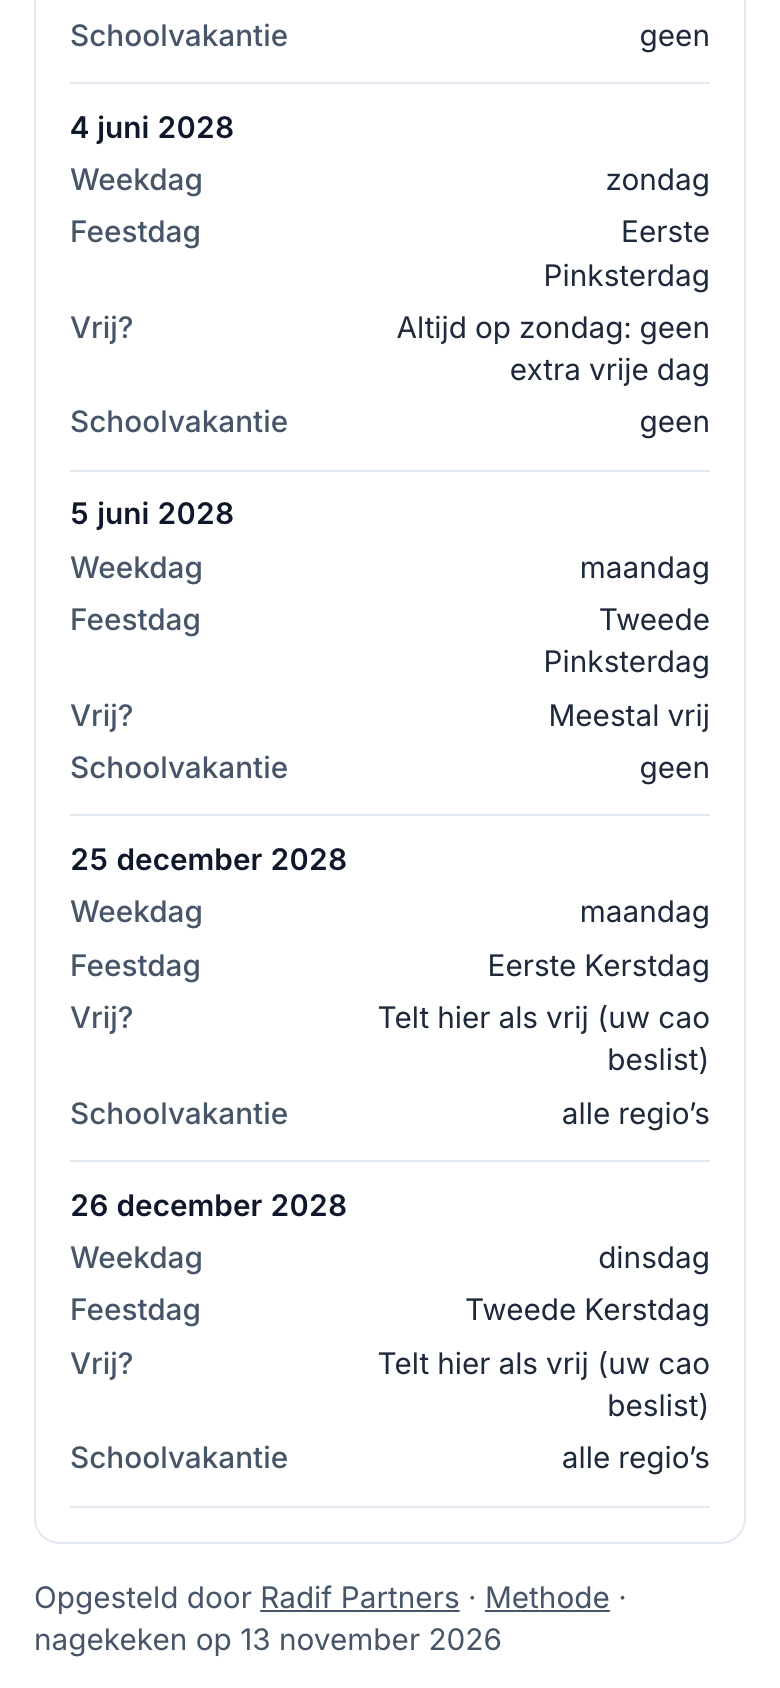 Schoolvakantie geen
4 juni 2028
Weekdag zondag
Feestdag Eerste
Pinksterdag
Vrij? Altijd op zondag: geen
extra vrije dag
Schoolvakantie geen
5 juni 2028
Weekdag maandag
Feestdag Tweede
Pinksterdag
Vrij? Meestal vrij
Schoolvakantie geen
25 december 2028
Weekdag maandag
Feestdag Eerste Kerstdag
Vrij? Telt hier als vrij (uw cao
beslist)
Schoolvakantie alle regio’s
26 december 2028
Weekdag dinsdag
Feestdag Tweede Kerstdag
Vrij? Telt hier als vrij (uw cao
beslist)
Schoolvakantie alle regio’s
Opgesteld door Radif Partners · Methode ·
nagekeken op 13 november 2026